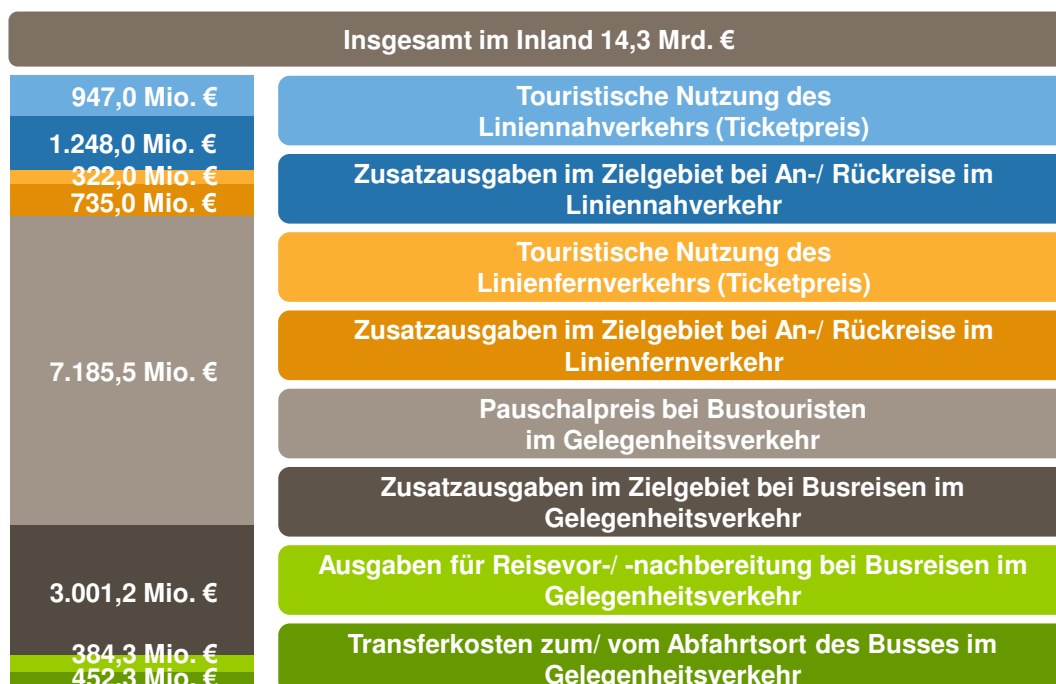 Insgesamt im Inland 14,3 Mrd. €
947,0 Mio. €
1.248,0 Mio. €
322,0 Mio. €
735,0 Mio. €
7.185,5 Mio. €
3.001,2 Mio. €
384,3 Mio. €
452,3 Mio. €
Touristische Nutzung des
Liniennahverkehrs (Ticketpreis)
Zusatzausgaben im Zielgebiet bei An-/ Rückreise im
Liniennahverkehr
Touristische Nutzung des
Linienfernverkehrs (Ticketpreis)
Zusatzausgaben im Zielgebiet bei An-/ Rückreise im
Linienfernverkehr
Pauschalpreis bei Bustouristen
im Gelegenheitsverkehr
Zusatzausgaben im Zielgebiet bei Busreisen im
Gelegenheitsverkehr
Ausgaben für Reisevor-/ -nachbereitung bei Busreisen im
Gelegenheitsverkehr
Transferkosten zum/ vom Abfahrtsort des Busses im
Gelegenheitsverkehr